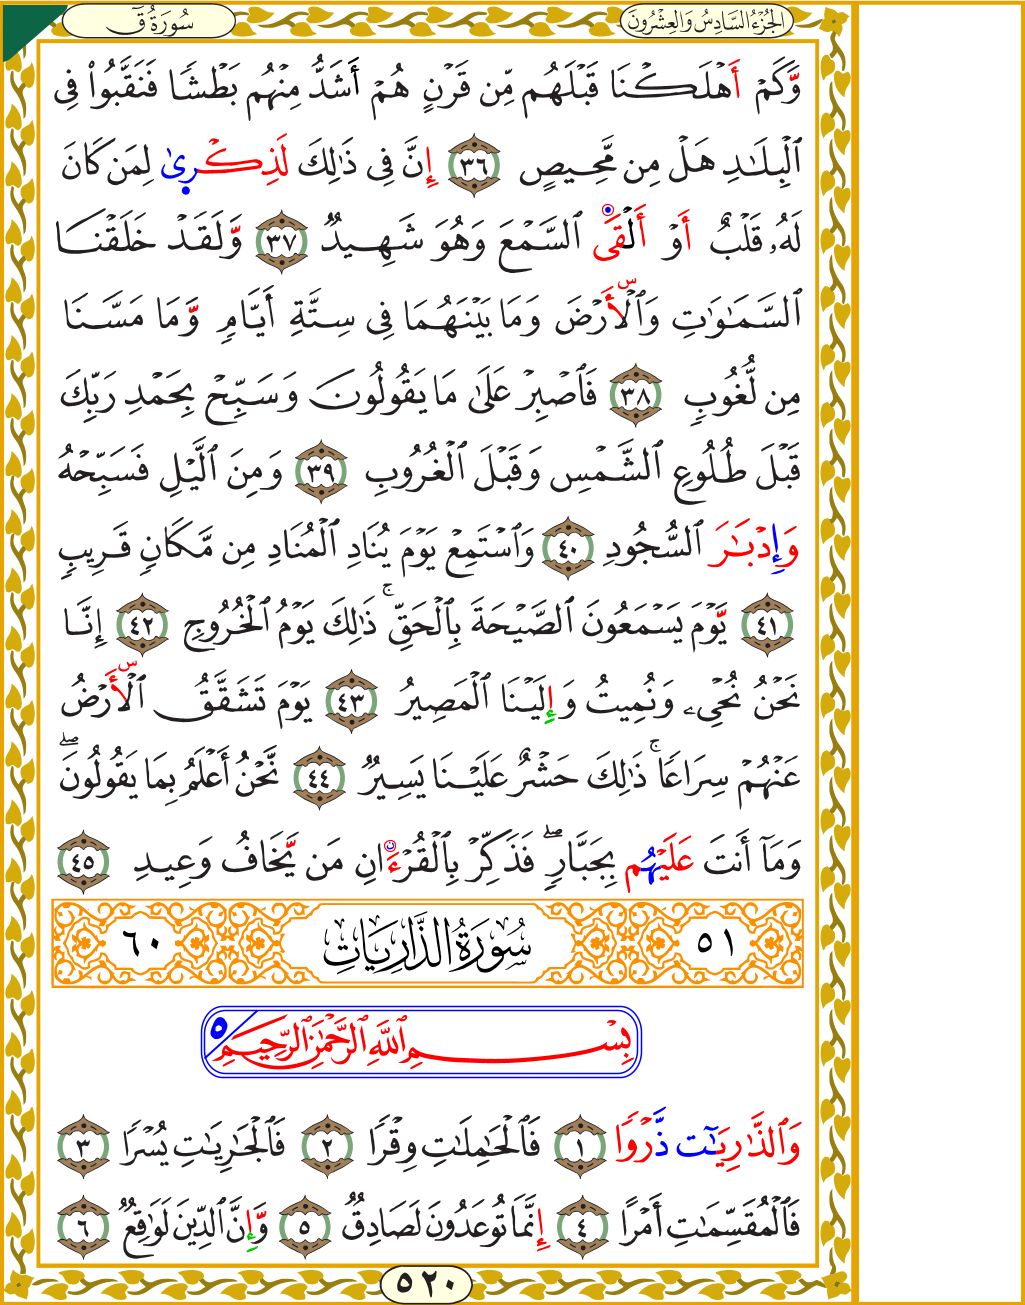 الجُزْءُ السَّادِسُ وَالعِشْرُونَ
سُورَةُ قٓ
وَّكَمْ أَهْلَكْنَا قَبْلَهُم مِّن قَرْنٍ هُمْ أَشَدُّ مِنْهُم بَطْشًا فَنَقَّبُوا۟ فِى
ٱلْبِلَـٰدِ هَلْ مِن مَّحِيصٍ ٣٦ إِنَّ فِى ذَٰلِكَ لَذِكْرىٰ لِمَن كَانَ
لَهُۥ قَلْبٌ أَوْ أَلْقَى ٱلسَّمْعَ وَهُوَ شَهِيدٌ ٣٧ وَّلَقَدْ خَلَقْنَا
ٱلسَّمَـٰوَٰتِ وَٱلْأَرْضَ وَمَا بَيْنَهُمَا فِى سِتَّةِ أَيَّامٍ وَّمَا مَسَّنَا
مِن لُّغُوبٍ ٣٨ فَٱصْبِرْ عَلَىٰ مَا يَقُولُونَ وَسَبِّحْ بِحَمْدِ رَبِّكَ
قَبْلَ طُلُوعِ ٱلشَّمْسِ وَقَبْلَ ٱلْغُرُوبِ ٣٩ وَمِنَ ٱلَّيْلِ فَسَبِّحْهُ
وَإِدْبَـٰرَ ٱلسُّجُودِ ٤٠ وَٱسْتَمِعْ يَوْمَ يُنَادِ ٱلْمُنَادِ مِن مَّكَانٍ قَرِيبٍ
٤١ يَّوْمَ يَسْمَعُونَ ٱلصَّيْحَةَ بِٱلْحَقِّ ۚ ذَٰلِكَ يَوْمُ ٱلْخُرُوجِ ٤٢ إِنَّا
نَحْنُ نُحْىِۦ وَنُمِيتُ وَإِلَيْنَا ٱلْمَصِيرُ ٤٣ يَوْمَ تَشَقَّقُ ٱلْأَرْضُ
عَنْهُمْ سِرَاعًا ۚ ذَٰلِكَ حَشْرٌ عَلَيْنَا يَسِيرٌ ٤٤ نَّحْنُ أَعْلَمُ بِمَا يَقُولُونَ ۖ
وَمَآ أَنتَ عَلَيْهُم بِجَبَّارٍ ۖ فَذَكِّرْ بِٱلْقُرْءَانِ مَن يَّخَافُ وَعِيدِ ٤٥
٥١ سُورَةُ الذَّارِيَاتِ ٦٠
بِسْمِ ٱللَّهِ ٱلرَّحْمَـٰنِ ٱلرَّحِيمِ ٥
وَٱلذَّٰرِيَـٰٓت ذَّرْوًا ١ فَٱلْحَـٰمِلَـٰتِ وِقْرًا ٢ فَٱلْجَـٰرِيَـٰتِ يُسْرًا ٣
فَٱلْمُقَسِّمَـٰتِ أَمْرًا ٤ إِنَّمَا تُوعَدُونَ لَصَادِقٌ ٥ وَّإِنَّ ٱلدِّينَ لَوَٰقِعٌ ٦
٥٢٠